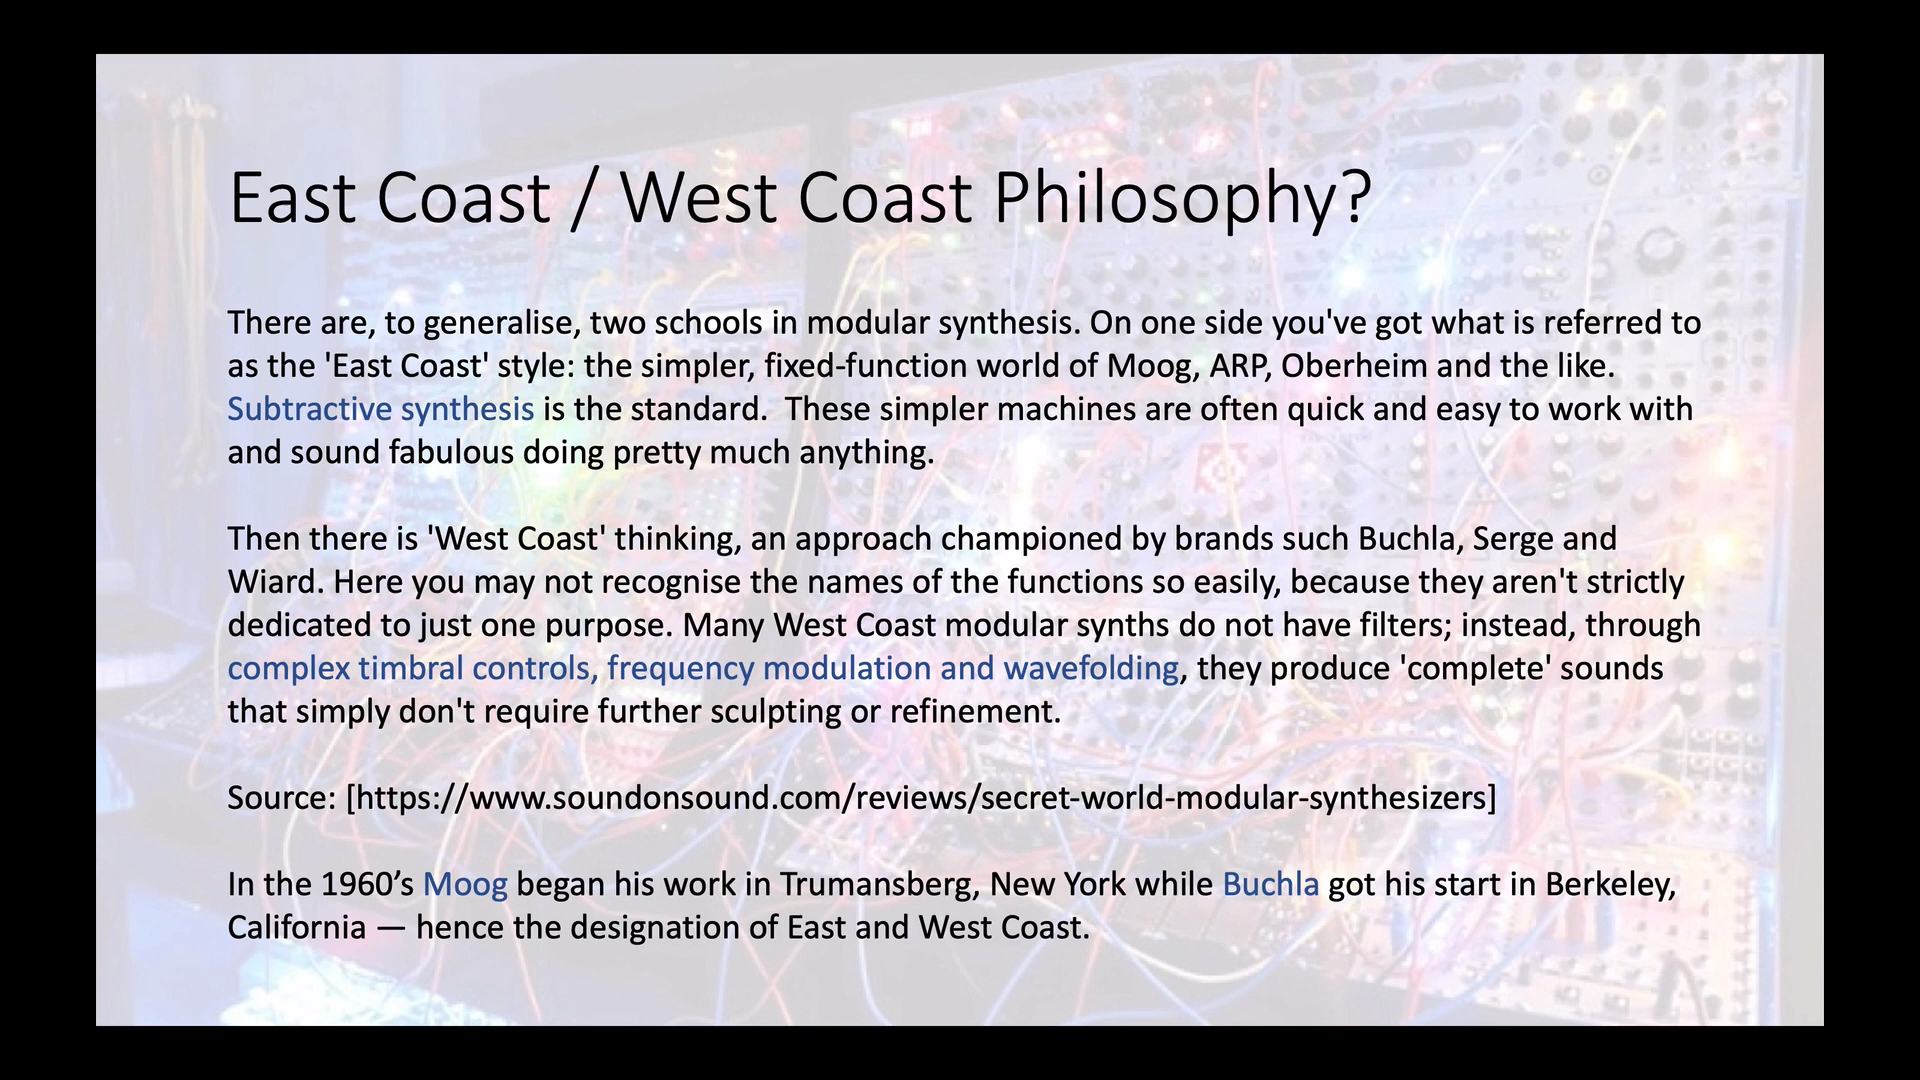 East Coast / West Coast Philosophy?
There are, to generalise, two schools in modular synthesis. On one side you've got what is referred to
as the 'East Coast' style: the simpler, fixed-function world of Moog, ARP, Oberheim and the like.
Subtractive synthesis is the standard.  These simpler machines are often quick and easy to work with
and sound fabulous doing pretty much anything.
Then there is 'West Coast' thinking, an approach championed by brands such Buchla, Serge and
Wiard. Here you may not recognise the names of the functions so easily, because they aren't strictly
dedicated to just one purpose. Many West Coast modular synths do not have filters; instead, through
complex timbral controls, frequency modulation and wavefolding, they produce 'complete' sounds
that simply don't require further sculpting or refinement.
Source: [https://www.soundonsound.com/reviews/secret-world-modular-synthesizers]
In the 1960’s Moog began his work in Trumansberg, New York while Buchla got his start in Berkeley,
California — hence the designation of East and West Coast.